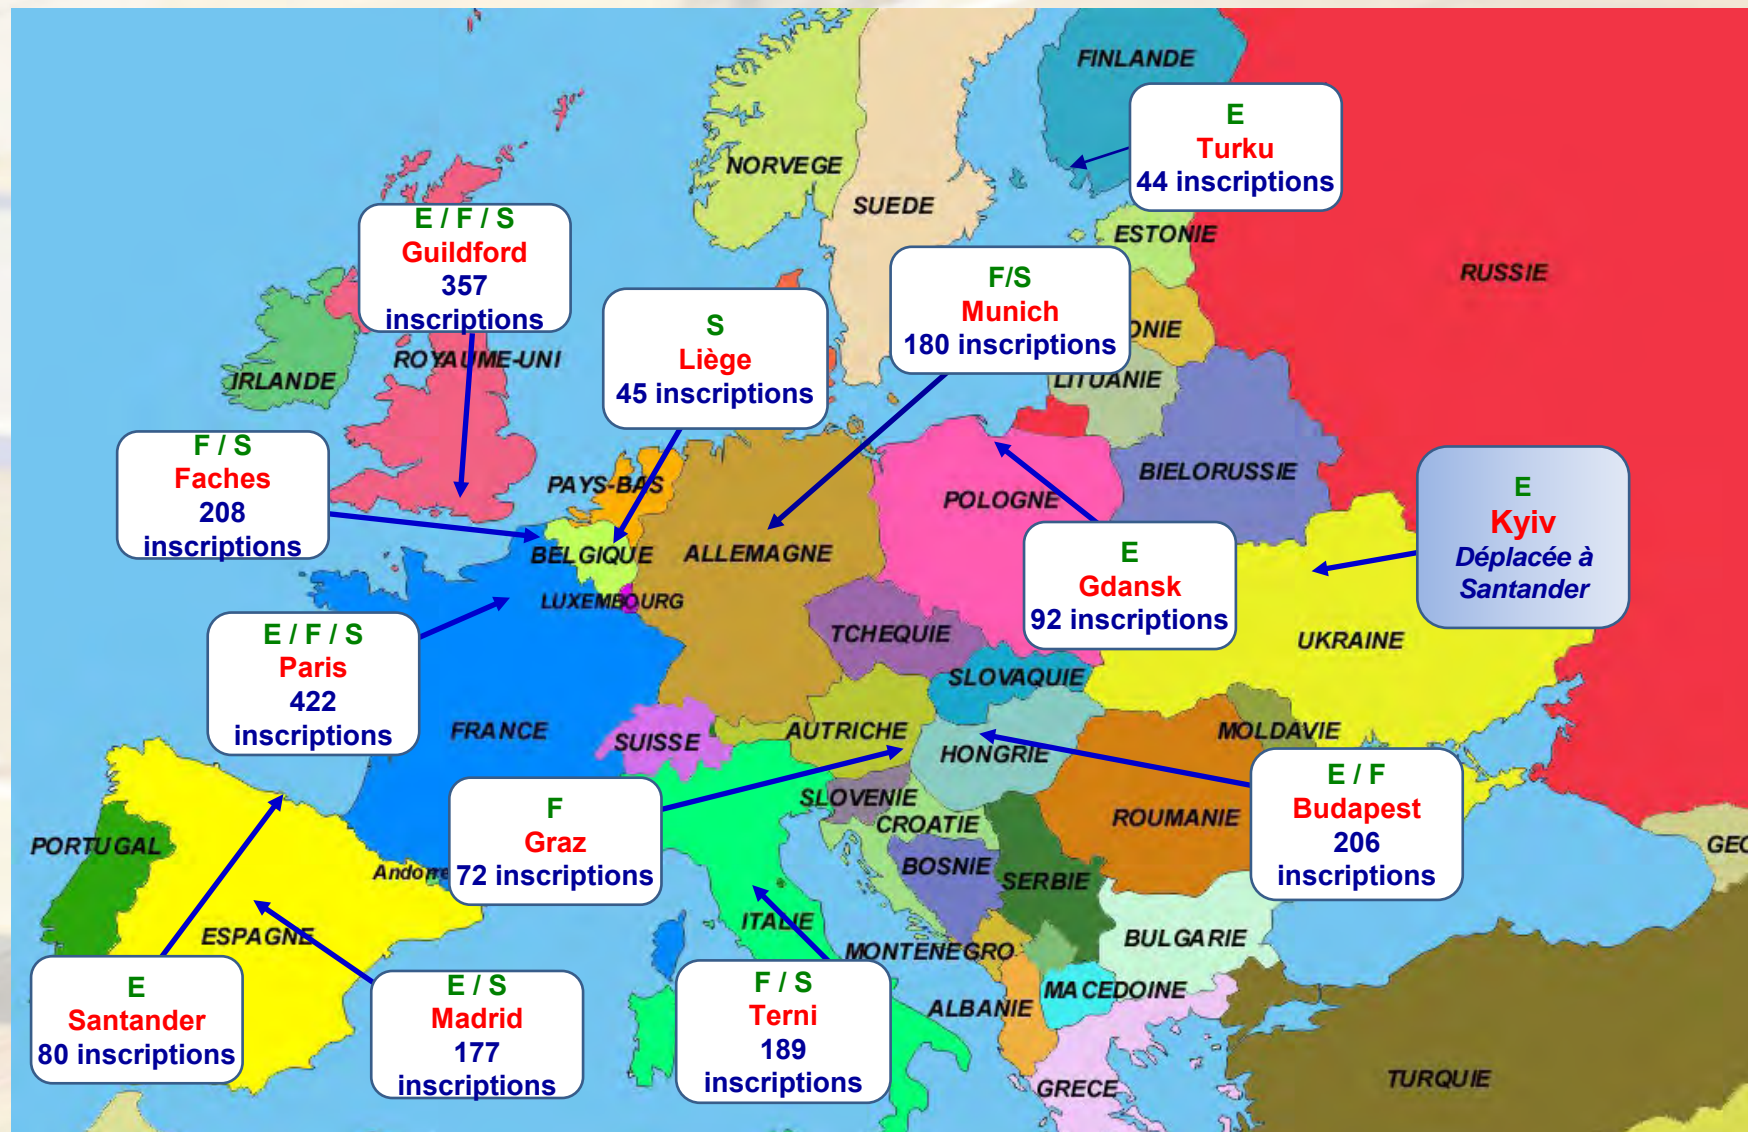 FINLANDE
E
Turku
44 inscriptions
NORVEGE
SUEDE
ESTONIE
RUSSIE
E / F / S
Guildford
357
inscriptions
F/S
Munich
180 inscriptions
S
Liège
45 inscriptions
ONIE
LITUANIE
ROYAUME-UNI
IRLANDE
F / S
Faches
208
inscriptions
PAYS-BAS
BIELORUSSIE
POLOGNE
E
Kyiv
Déplacée à
Santander
BELGIQUE
ALLEMAGNE
E
Gdansk
92 inscriptions
LUXEMBOURG
E / F / S
Paris
422
inscriptions
TCHEQUIE
UKRAINE
SLOVAQUIE
FRANCE
SUISSE
AUTRICHE
HONGRIE
MOLDAVIE
E / F
Budapest
206
inscriptions
F
Graz
72 inscriptions
SLOVENIE
CROATIE
ROUMANIE
PORTUGAL
Andorre
BOSNIE
SERBIE
GEO
ESPAGNE
ITALIE
MONTENEGRO
BULGARIE
E
Santander
80 inscriptions
E / S
Madrid
177
inscriptions
F / S
Terni
189
inscriptions
ALBANIE
MACEDOINE
GRECE
TURQUIE